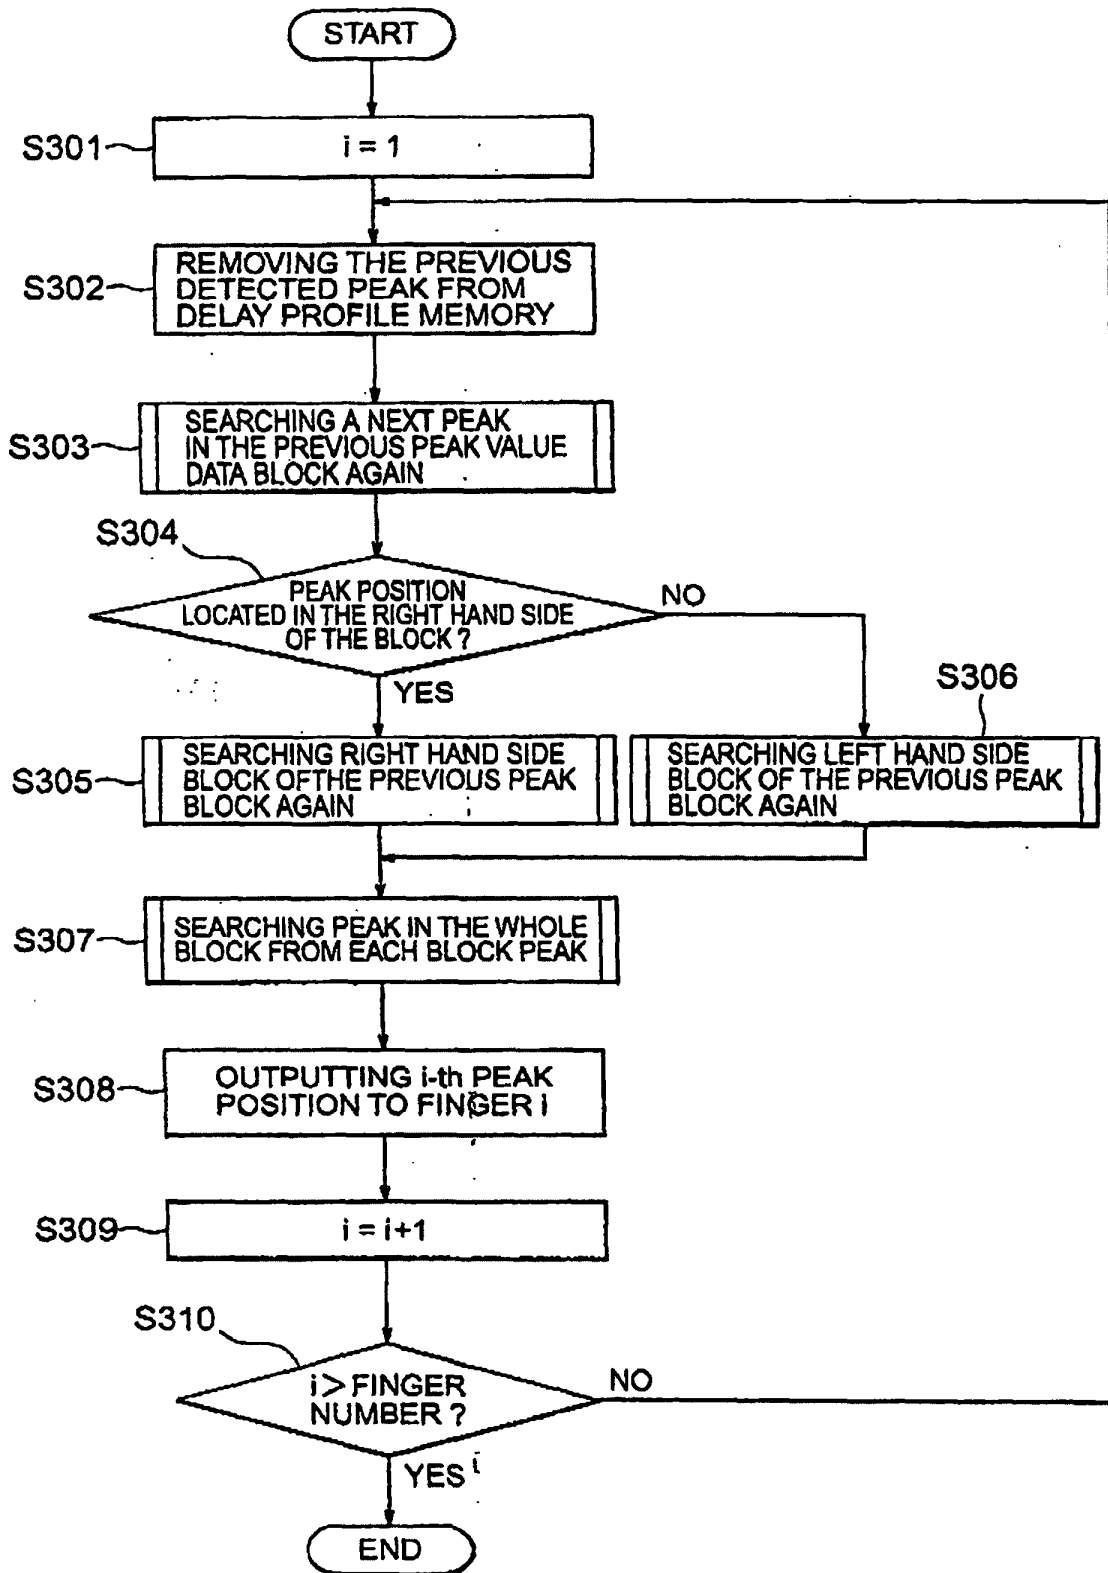 START
S301
i = 1
S302
REMOVING THE PREVIOUS
DETECTED PEAK FROM
DELAY PROFILE MEMORY
S303
SEARCHING A NEXT PEAK
IN THE PREVIOUS PEAK VALUE
DATA BLOCK AGAIN
S304
PEAK POSITION
LOCATED IN THE RIGHT HAND SIDE
OF THE BLOCK ?
NO
YES
S305
SEARCHING RIGHT HAND SIDE
BLOCK OF THE PREVIOUS PEAK
BLOCK AGAIN
S306
SEARCHING LEFT HAND SIDE
BLOCK OF THE PREVIOUS PEAK
BLOCK AGAIN
S307
SEARCHING PEAK IN THE WHOLE
BLOCK FROM EACH BLOCK PEAK
S308
OUTPUTTING i-th PEAK
POSITION TO FINGER i
S309
i = i+1
S310
i > FINGER
NUMBER ?
NO
YES
END